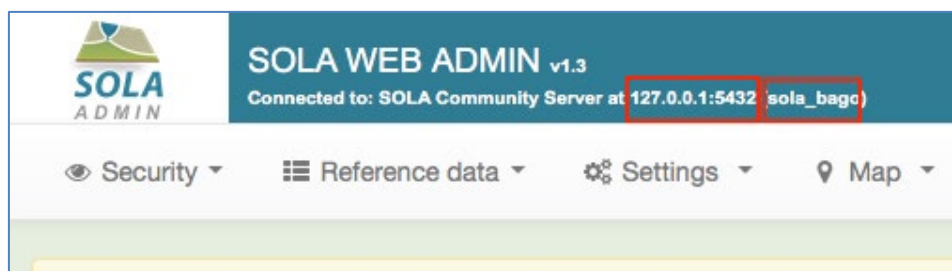 SOLA WEB ADMIN v1.3
SOLA
ADMIN
Connected to: SOLA Community Server at 127.0.0.1:5432 (sola_bago)
Security
Reference data
Settings
Map